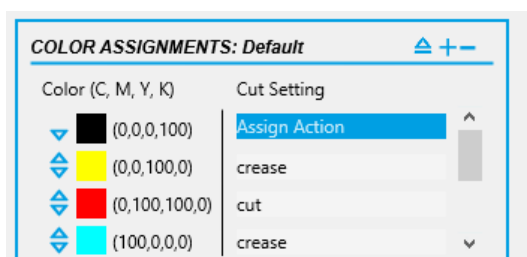 COLOR ASSIGNMENTS: Default
Color (C, M, Y, K) Cut Setting
(0,0,0,100) Assign Action
(0,0,100,0) crease
(0,100,100,0) cut
(100,0,0,0) crease